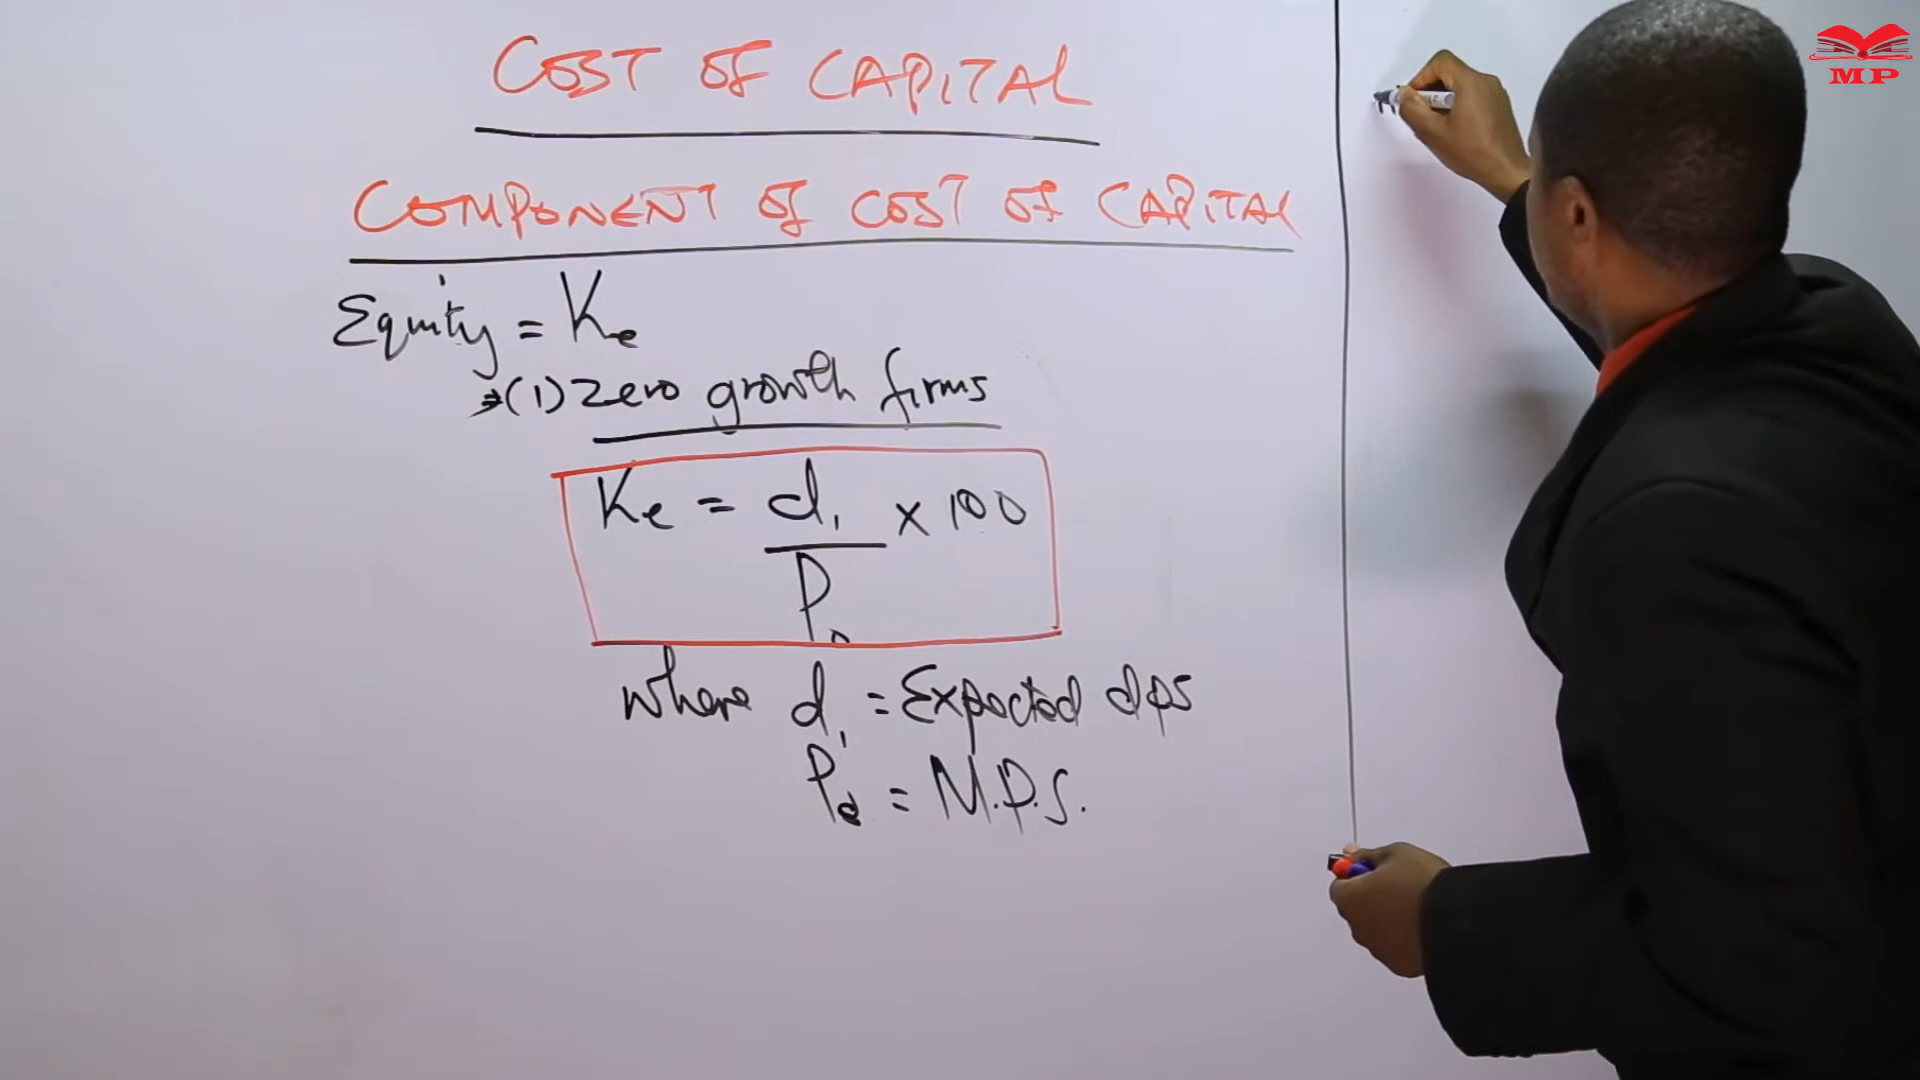 COST OF CAPITAL
COMPONENT OF COST OF CAPITAL
Equity = Ke
→(1) Zero growth firms
Ke = d₁ x 100
P₀
where d₁ = Expected dps
P₀ = M.P.S.
MP